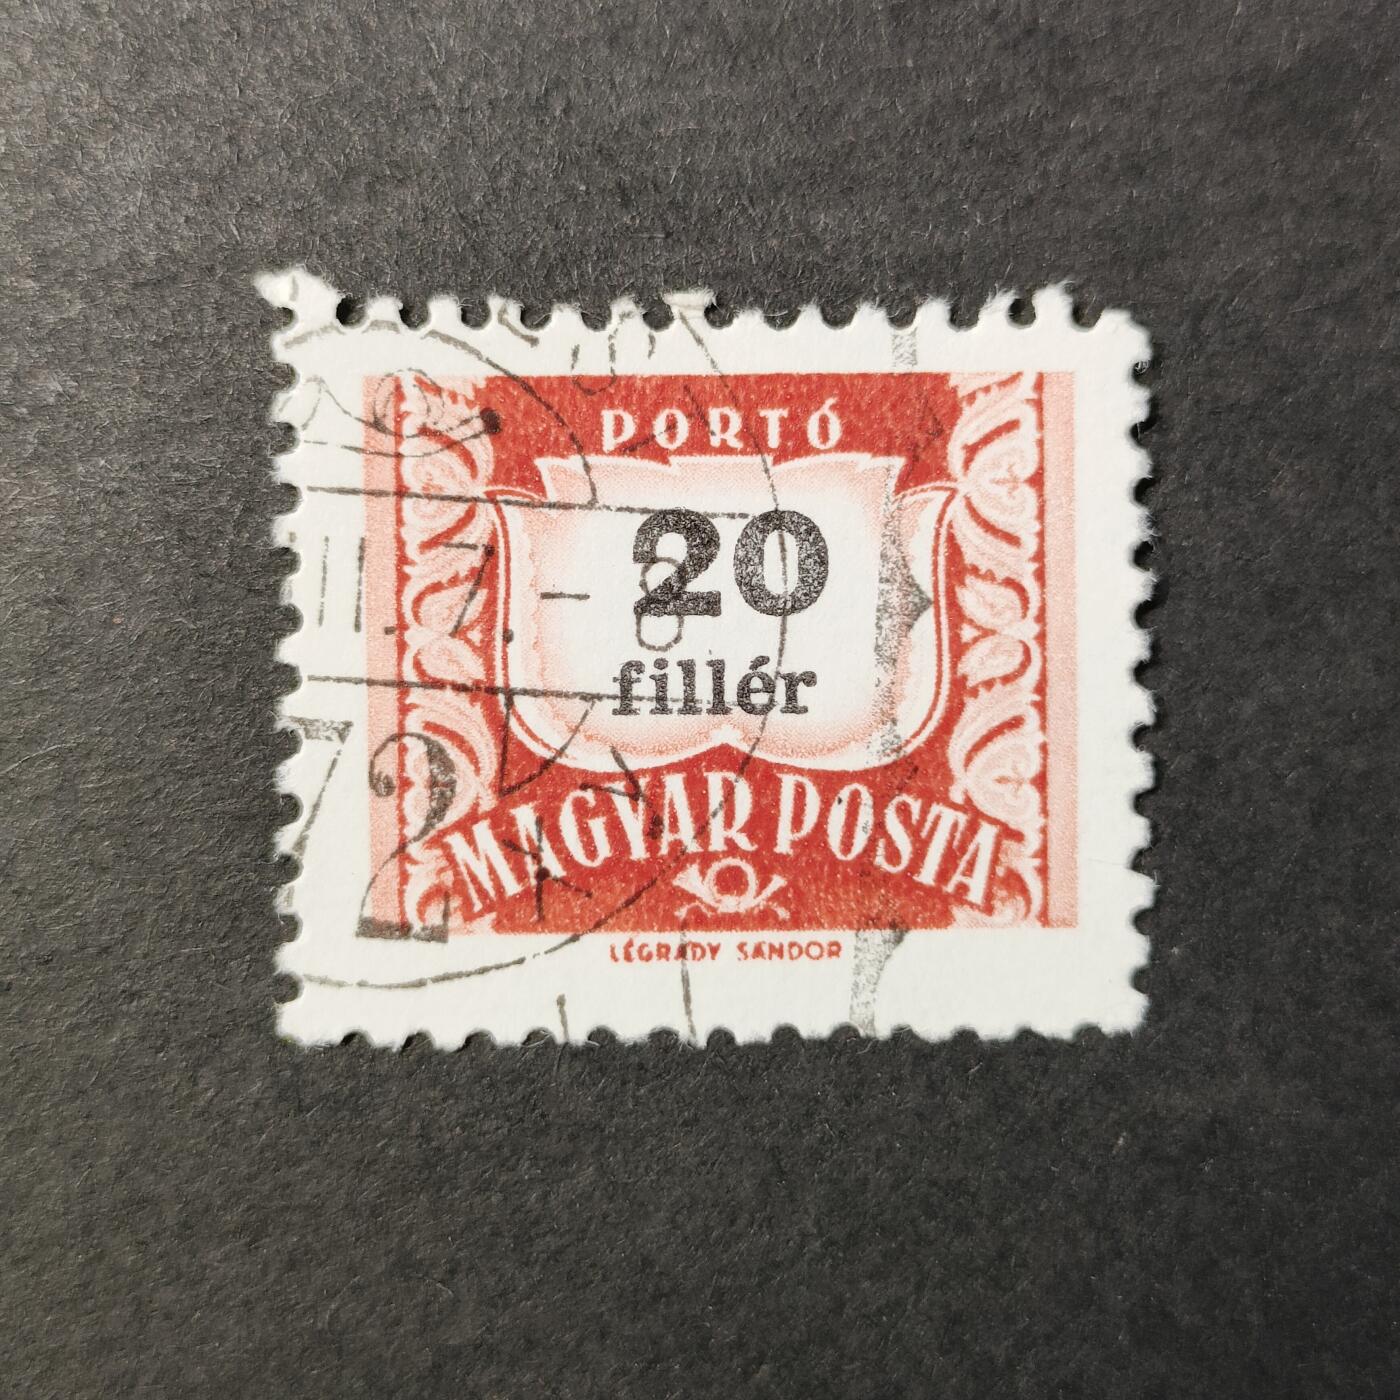 PORTÓ
20
fillér
MAGYAR POSTA
LÉGRÁDY SÁNDOR